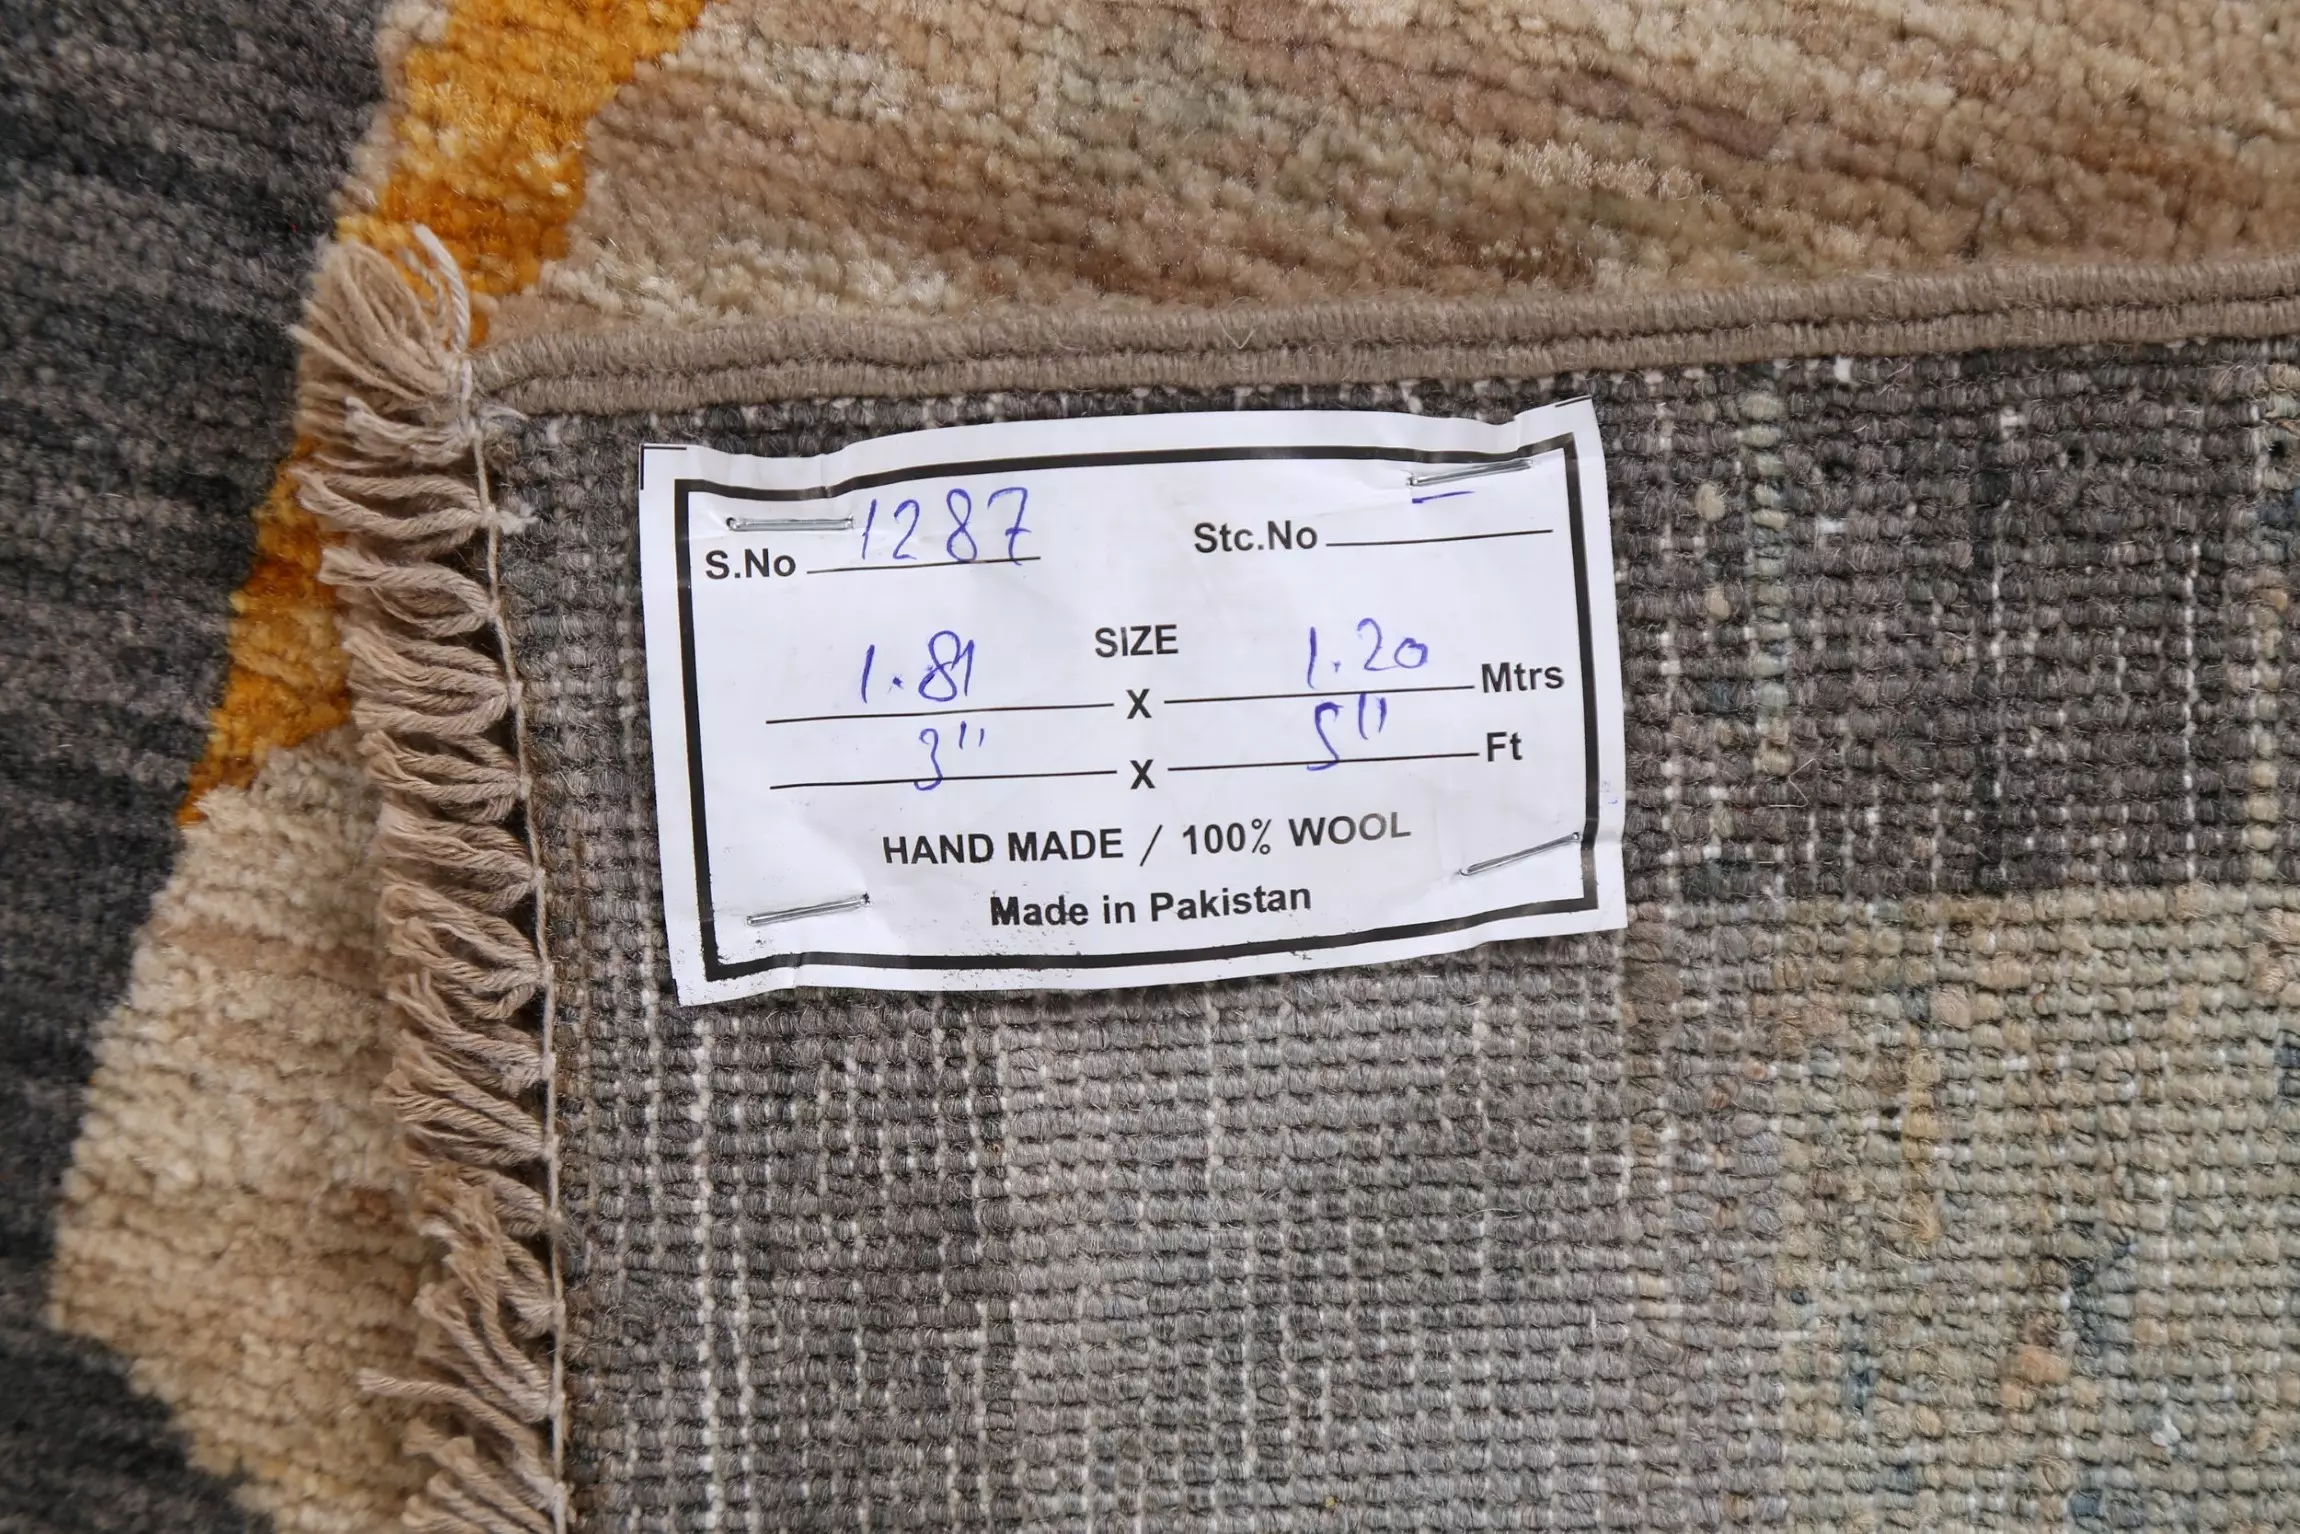 S.No 1287 Stc.No —
SIZE
1.81 X 1.20 Mtrs
3" X 5" Ft
HAND MADE / 100% WOOL
Made in Pakistan